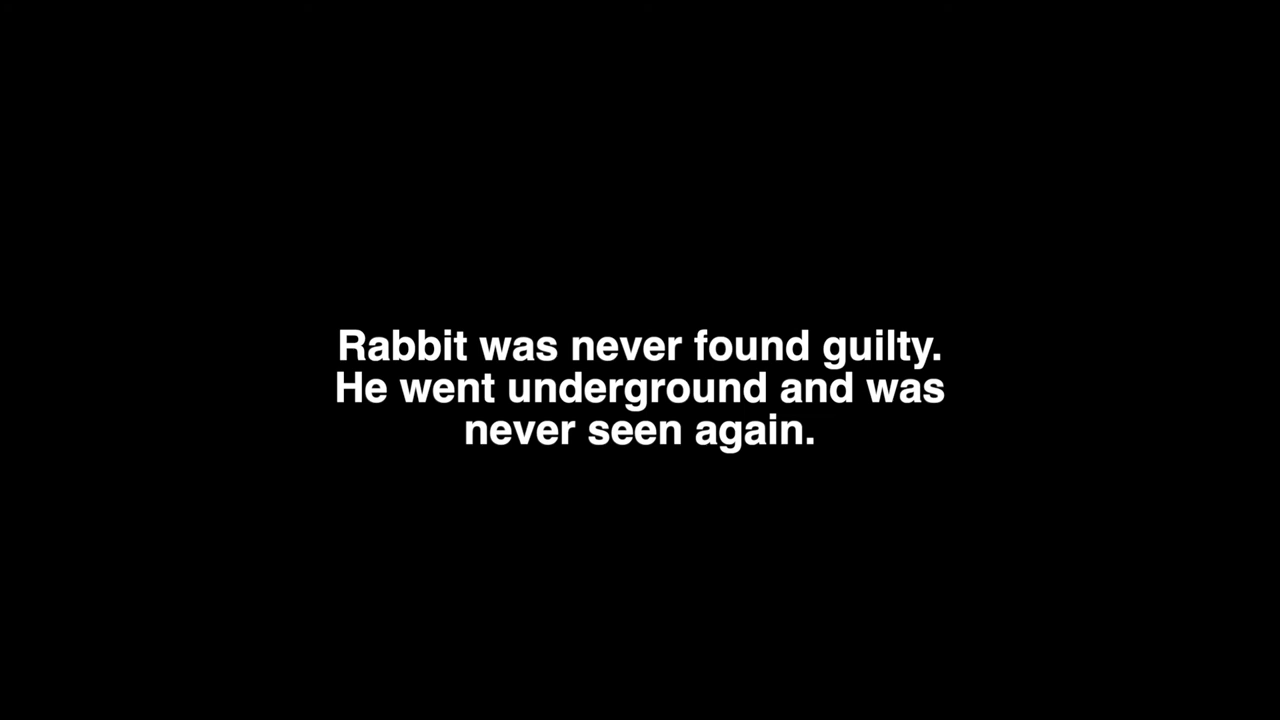 Rabbit was never found guilty.
He went underground and was
never seen again.